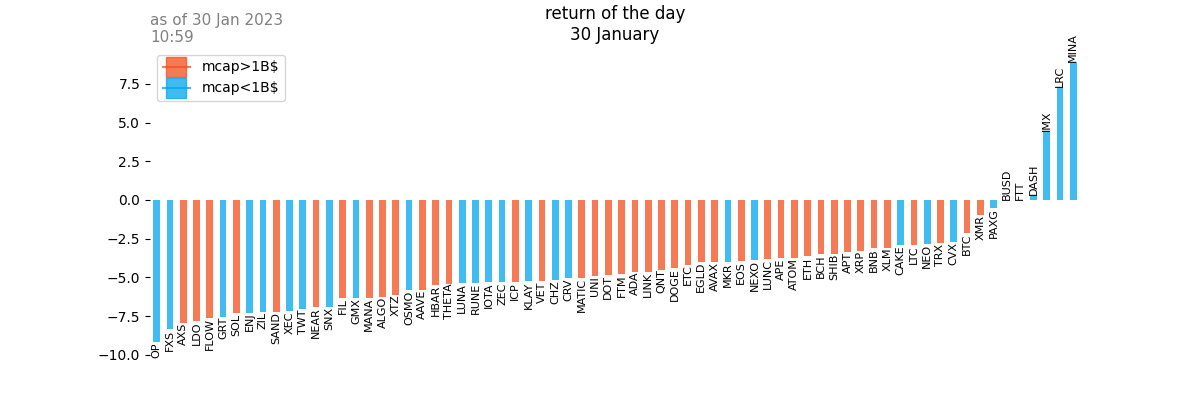 as of 30 Jan 2023
10:59
return of the day
30 January
mcap>1B$
mcap<1B$
7.5
5.0
2.5
0.0
−2.5
−5.0
−7.5
−10.0
OP
FXS
AXS
LDO
FLOW
GRT
SOL
ENJ
ZIL
SAND
XEC
TWT
NEAR
SNX
FIL
GMX
MANA
ALGO
XTZ
OSMO
AAVE
HBAR
THETA
LUNA
RUNE
IOTA
ZEC
ICP
KLAY
VET
CHZ
CRV
MATIC
UNI
DOT
FTM
ADA
LINK
QNT
DOGE
ETC
EGLD
AVAX
MKR
EOS
NEXO
LUNC
APE
ATOM
ETH
BCH
SHIB
APT
XRP
BNB
XLM
CAKE
LTC
NEO
TRX
CVX
BTC
XMR
PAXG
BUSD
FTT
DASH
IMX
LRC
MINA